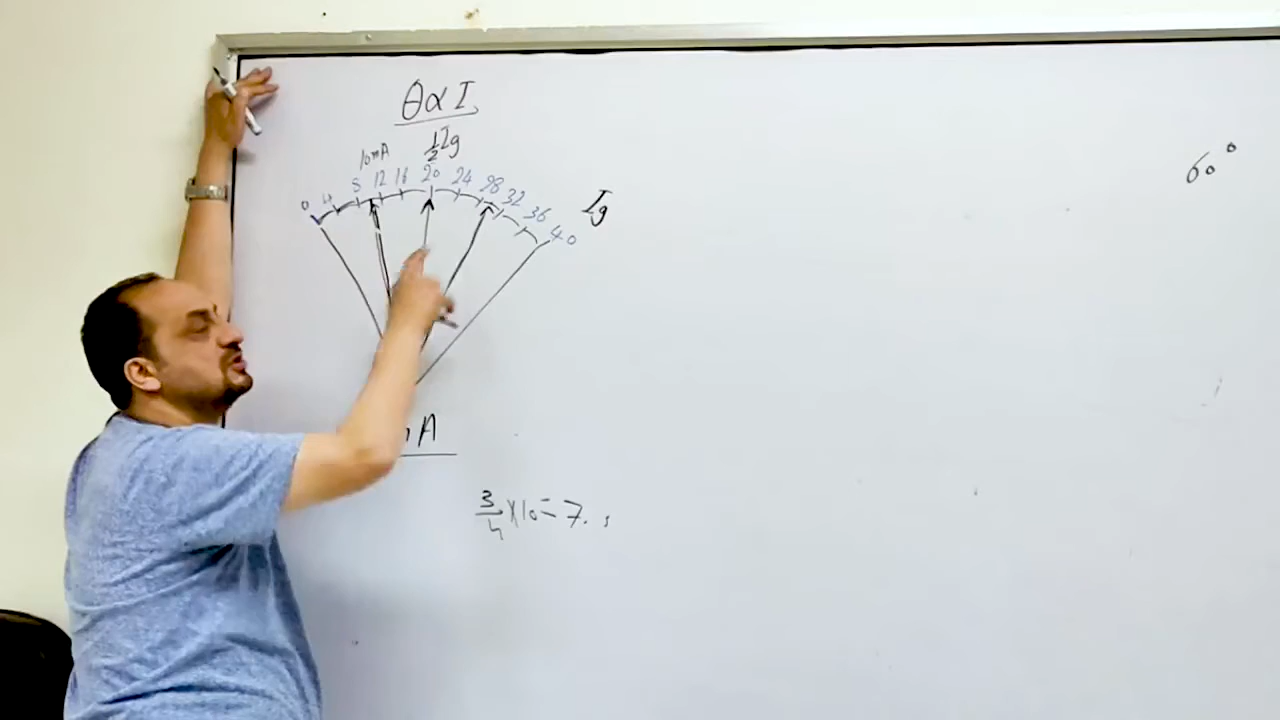 θ α I
½ Ig
10mA
0 4 8 12 16 20 24 28 32 36 40
Ig
60°
A
3/4 × 10 = 7.5